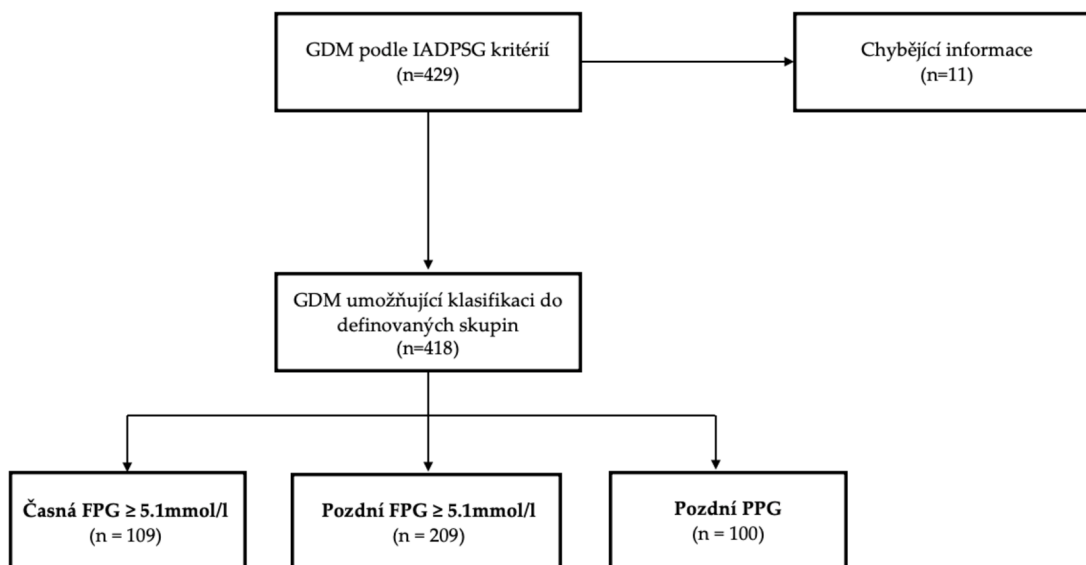 GDM podle IADPSG kritérií
(n=429)
Chybějící informace
(n=11)
GDM umožňující klasifikaci do
definovaných skupin
(n=418)
Časná FPG ≥ 5.1mmol/l
(n = 109)
Pozdní FPG ≥ 5.1mmol/l
(n = 209)
Pozdní PPG
(n = 100)